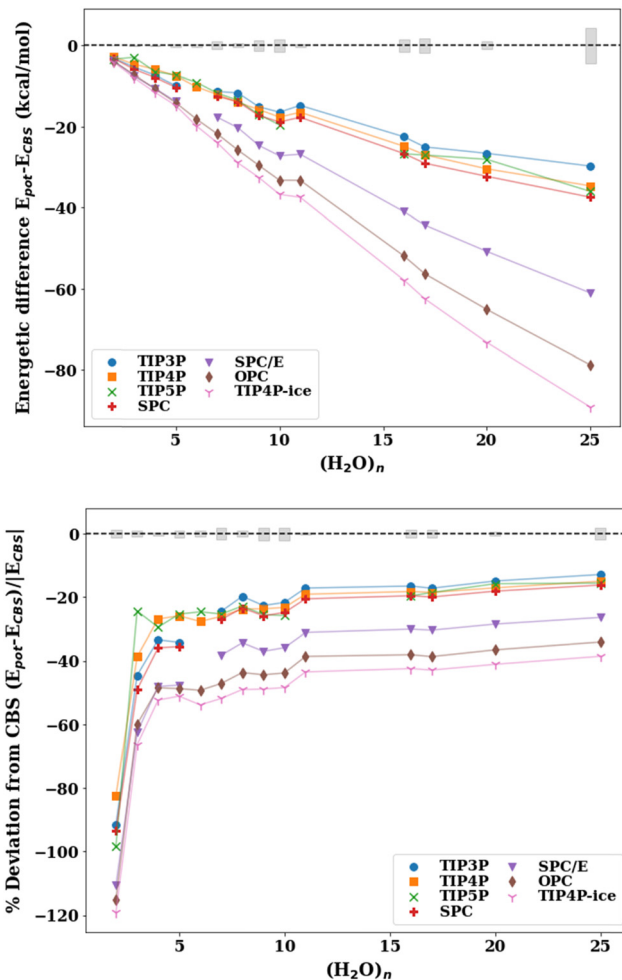 Energetic difference E_pot-E_CBS (kcal/mol)
0
−20
−40
−60
−80
TIP3P
TIP4P
TIP5P
SPC
SPC/E
OPC
TIP4P-ice
5 10 15 20 25
(H₂O)ₙ
% Deviation from CBS (E_pot-E_CBS)/|E_CBS|
0
−20
−40
−60
−80
−100
−120
TIP3P
TIP4P
TIP5P
SPC
SPC/E
OPC
TIP4P-ice
5 10 15 20 25
(H₂O)ₙ